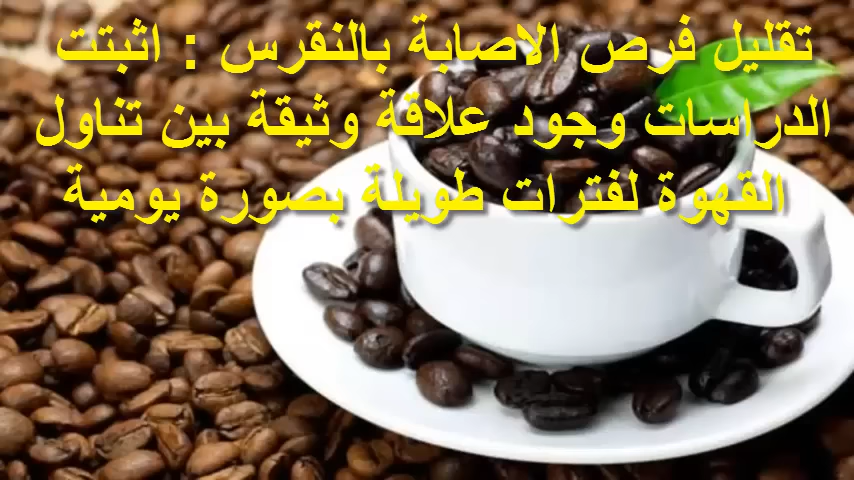 تقليل فرص الاصابة بالنقرس : اثبتت
الدراسات وجود علاقة وثيقة بين تناول
القهوة لفترات طويلة بصورة يومية